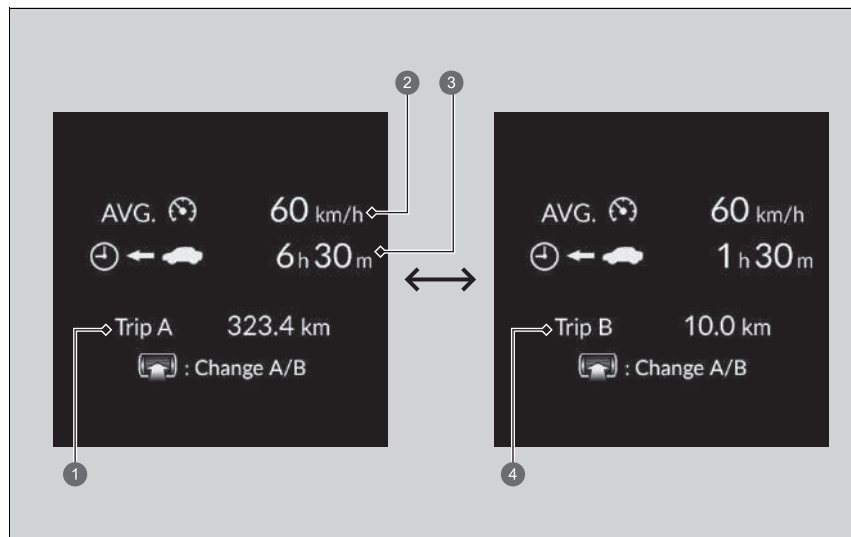 2 3
AVG. 60 km/h
6 h 30 m
Trip A 323.4 km
: Change A/B
1
AVG. 60 km/h
1 h 30 m
Trip B 10.0 km
: Change A/B
4